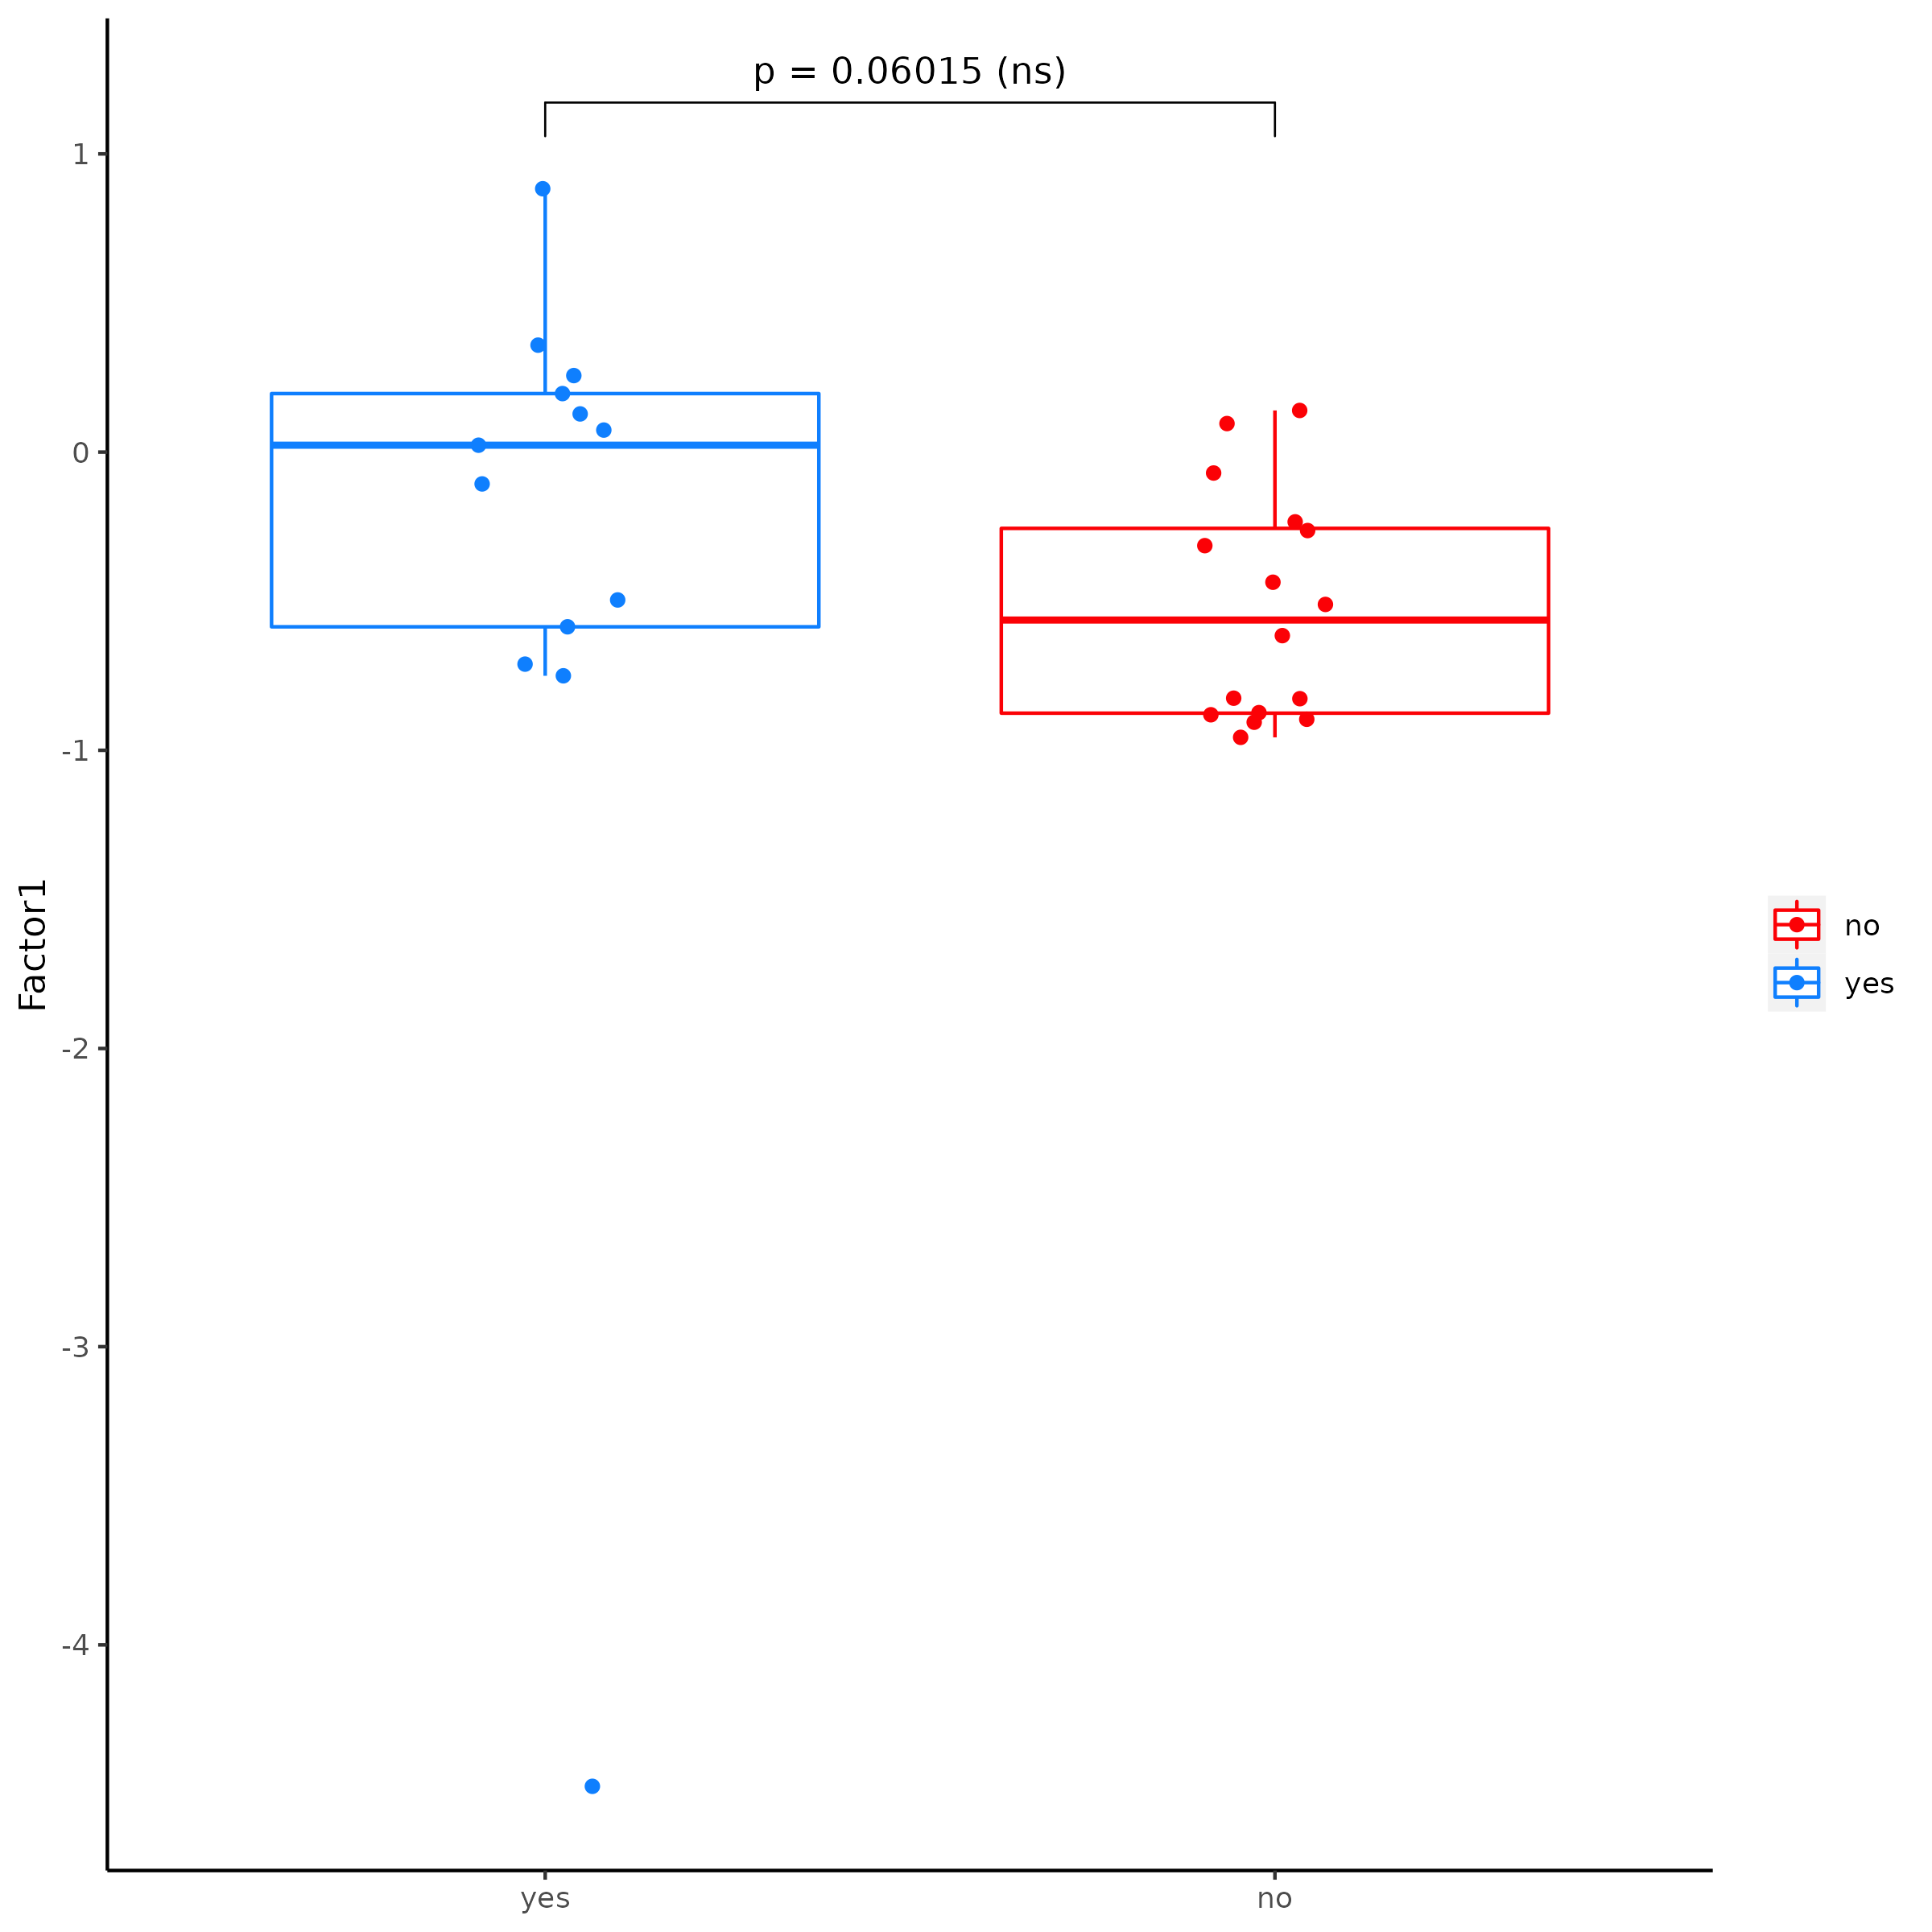 p = 0.06015 (ns)
1
0
-1
-2
-3
-4
Factor1
yes
no
no
yes